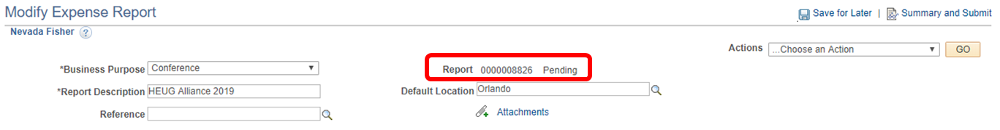 Modify Expense Report
Save for Later | Summary and Submit
Nevada Fisher ?
Actions ...Choose an Action GO
*Business Purpose Conference
Report 0000008826 Pending
*Report Description HEUG Alliance 2019
Default Location Orlando
Reference
Attachments